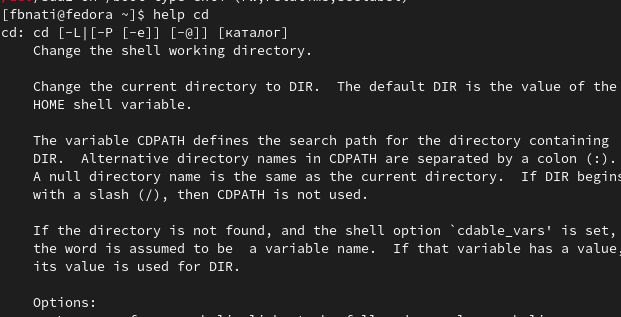 [fbnati@fedora ~]$ help cd
cd: cd [-L|[-P [-e]] [-@]] [каталог]
Change the shell working directory.
Change the current directory to DIR.  The default DIR is the value of the
HOME shell variable.
The variable CDPATH defines the search path for the directory containing
DIR.  Alternative directory names in CDPATH are separated by a colon (:).
A null directory name is the same as the current directory.  If DIR begins
with a slash (/), then CDPATH is not used.
If the directory is not found, and the shell option `cdable_vars' is set,
the word is assumed to be  a variable name.  If that variable has a value,
its value is used for DIR.
Options: